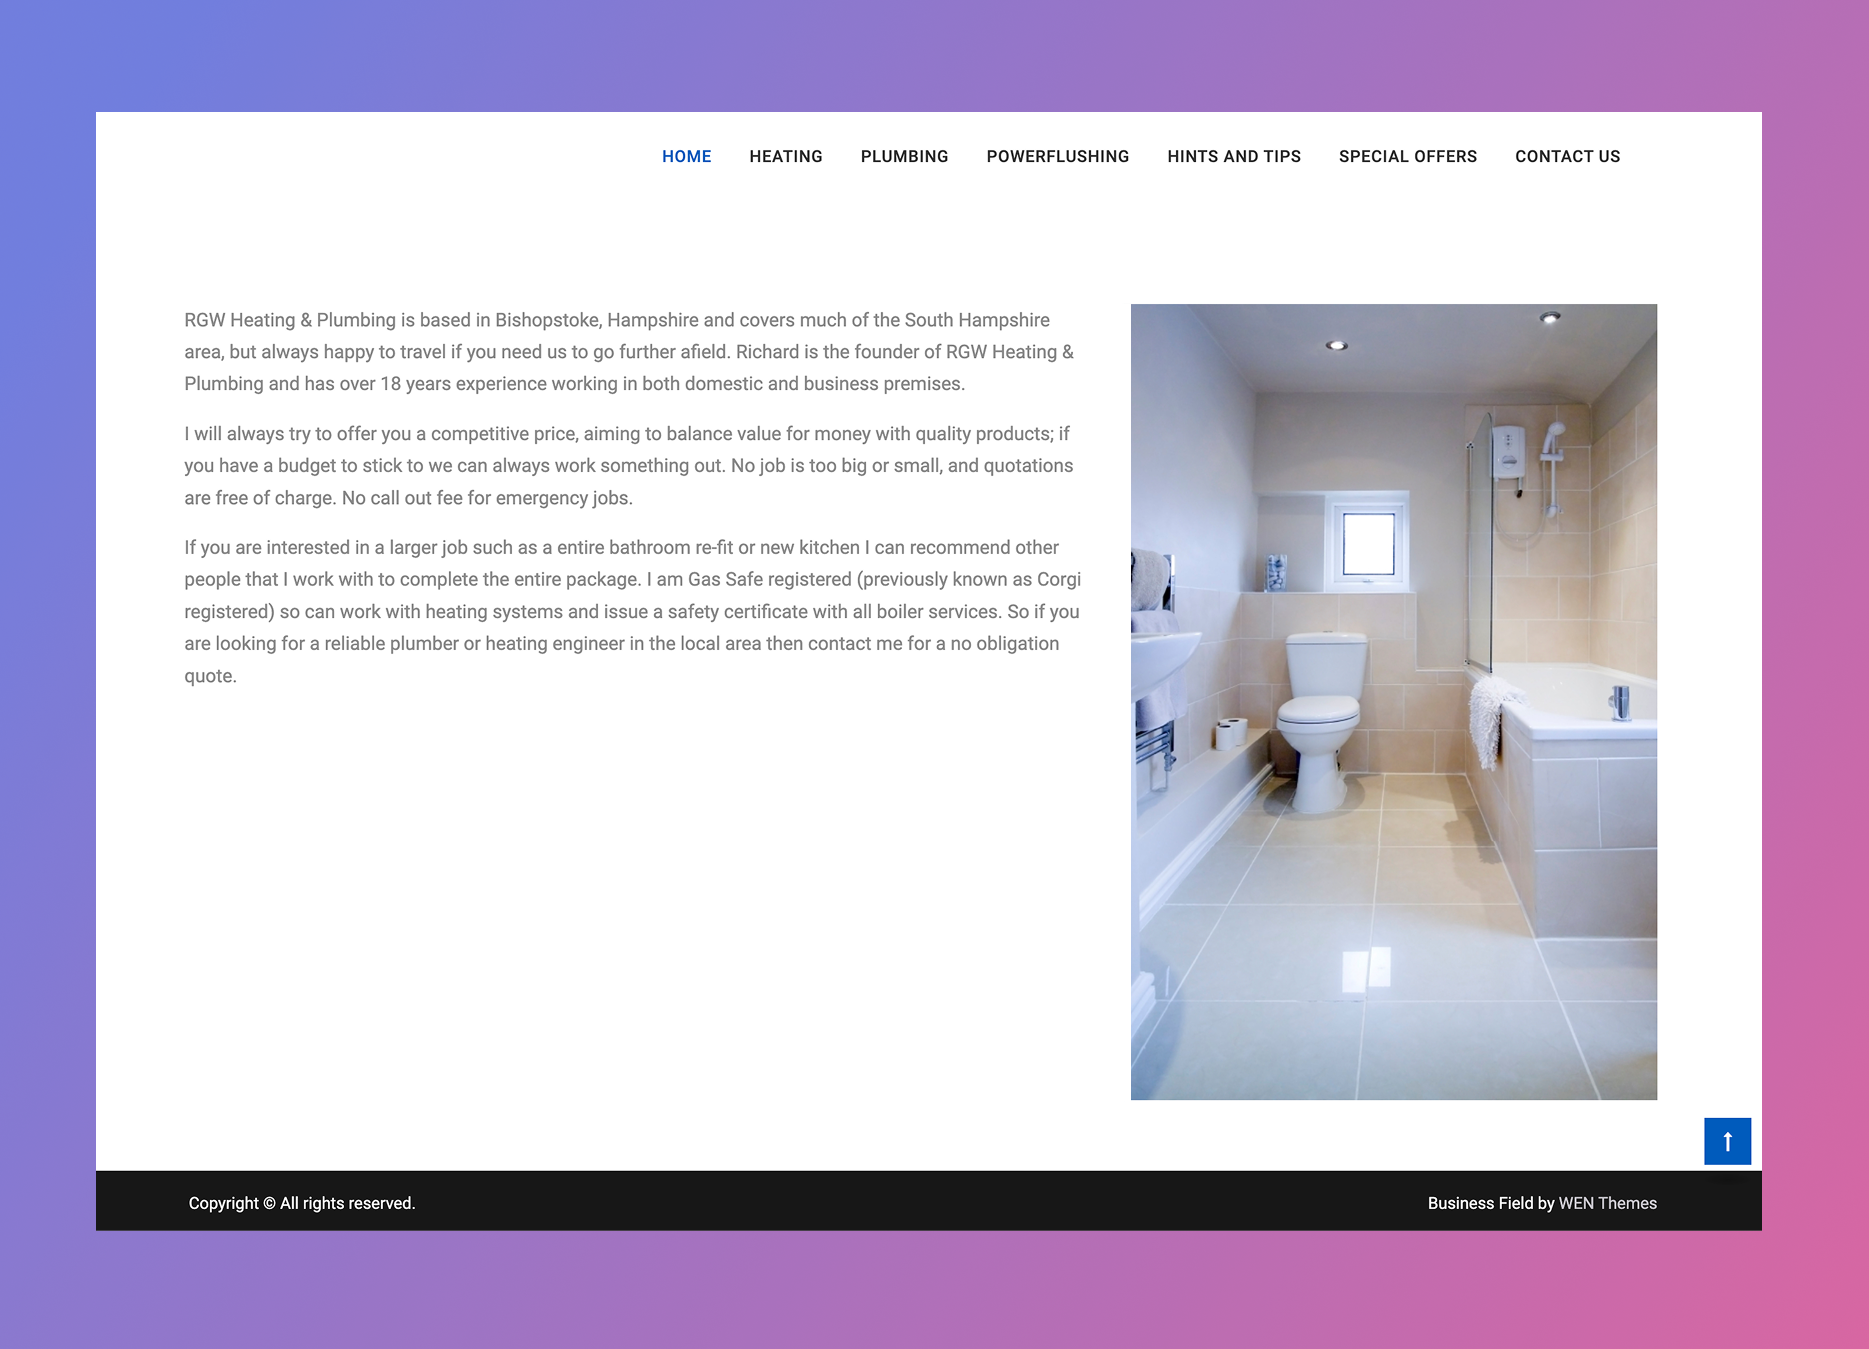 HOME HEATING PLUMBING POWERFLUSHING HINTS AND TIPS SPECIAL OFFERS CONTACT US
RGW Heating & Plumbing is based in Bishopstoke, Hampshire and covers much of the South Hampshire
area, but always happy to travel if you need us to go further afield. Richard is the founder of RGW Heating &
Plumbing and has over 18 years experience working in both domestic and business premises.
I will always try to offer you a competitive price, aiming to balance value for money with quality products; if
you have a budget to stick to we can always work something out. No job is too big or small, and quotations
are free of charge. No call out fee for emergency jobs.
If you are interested in a larger job such as a entire bathroom re-fit or new kitchen I can recommend other
people that I work with to complete the entire package. I am Gas Safe registered (previously known as Corgi
registered) so can work with heating systems and issue a safety certificate with all boiler services. So if you
are looking for a reliable plumber or heating engineer in the local area then contact me for a no obligation
quote.
Copyright © All rights reserved.
Business Field by WEN Themes